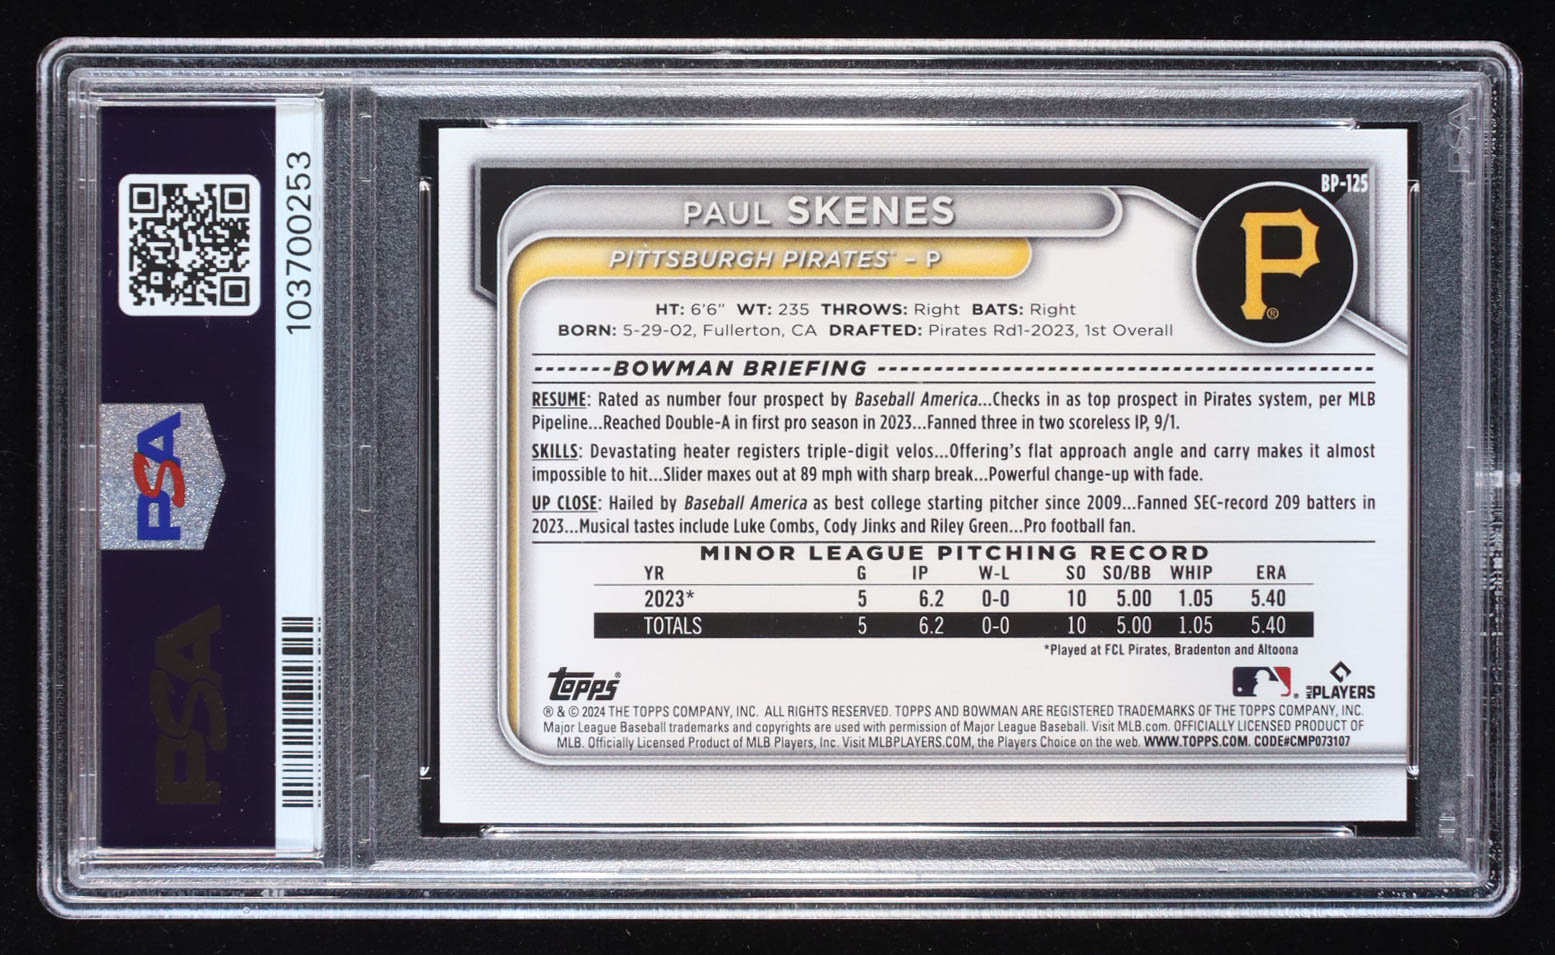 BP-125
PAUL SKENES
PITTSBURGH PIRATES™ – P
P®
HT: 6'6" WT: 235 THROWS: Right BATS: Right
BORN: 5-29-02, Fullerton, CA DRAFTED: Pirates Rd1-2023, 1st Overall
BOWMAN BRIEFING
RESUME: Rated as number four prospect by Baseball America...Checks in as top prospect in Pirates system, per MLB
Pipeline...Reached Double-A in first pro season in 2023...Fanned three in two scoreless IP, 9/1.
SKILLS: Devastating heater registers triple-digit velos...Offering's flat approach angle and carry makes it almost
impossible to hit...Slider maxes out at 89 mph with sharp break...Powerful change-up with fade.
UP CLOSE: Hailed by Baseball America as best college starting pitcher since 2009...Fanned SEC-record 209 batters in
2023...Musical tastes include Luke Combs, Cody Jinks and Riley Green...Pro football fan.
MINOR LEAGUE PITCHING RECORD
YR G IP W-L SO SO/BB WHIP ERA
2023* 5 6.2 0-0 10 5.00 1.05 5.40
TOTALS 5 6.2 0-0 10 5.00 1.05 5.40
*Played at FCL Pirates, Bradenton and Altoona
topps®
MLB PLAYERS
® & © 2024 THE TOPPS COMPANY, INC. ALL RIGHTS RESERVED. TOPPS AND BOWMAN ARE REGISTERED TRADEMARKS OF THE TOPPS COMPANY, INC.
Major League Baseball trademarks and copyrights are used with permission of Major League Baseball. Visit MLB.com. OFFICIALLY LICENSED PRODUCT OF
MLB. Officially Licensed Product of MLB Players, Inc. Visit MLBPLAYERS.COM, the Players Choice on the web. WWW.TOPPS.COM. CODE#CMP073107
103700253
PSA
PSA
PSA